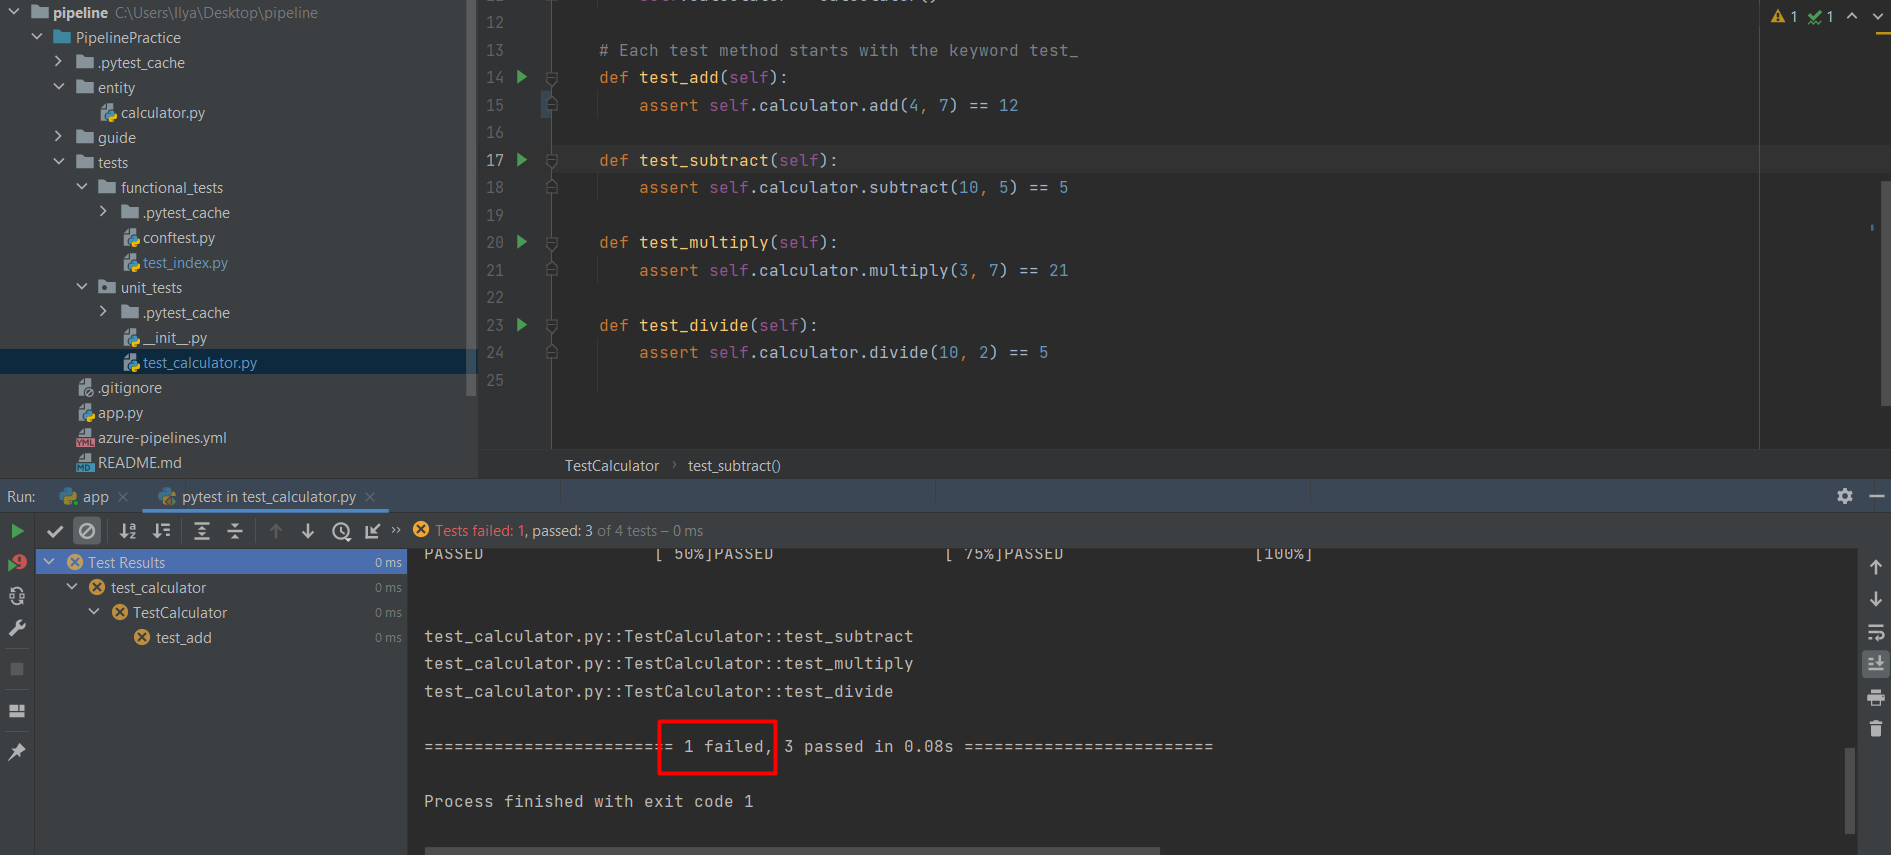 pipeline C:\Users\Ilya\Desktop\pipeline
PipelinePractice
.pytest_cache
entity
calculator.py
guide
tests
functional_tests
.pytest_cache
conftest.py
test_index.py
unit_tests
.pytest_cache
__init__.py
test_calculator.py
.gitignore
app.py
azure-pipelines.yml
README.md
12
13 # Each test method starts with the keyword test_
14 def test_add(self):
15 assert self.calculator.add(4, 7) == 12
16
17 def test_subtract(self):
18 assert self.calculator.subtract(10, 5) == 5
19
20 def test_multiply(self):
21 assert self.calculator.multiply(3, 7) == 21
22
23 def test_divide(self):
24 assert self.calculator.divide(10, 2) == 5
25
1 1
TestCalculator test_subtract()
Run: app pytest in test_calculator.py
Tests failed: 1, passed: 3 of 4 tests – 0 ms
Test Results 0 ms
test_calculator 0 ms
TestCalculator 0 ms
test_add 0 ms
PASSED [ 50%]PASSED [ 75%]PASSED [100%]
test_calculator.py::TestCalculator::test_subtract
test_calculator.py::TestCalculator::test_multiply
test_calculator.py::TestCalculator::test_divide
========================= 1 failed, 3 passed in 0.08s =========================
Process finished with exit code 1